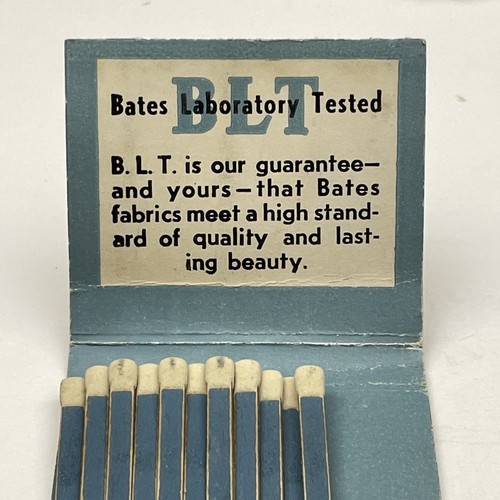 BLT
Bates Laboratory Tested
B. L. T. is our guarantee—
and yours—that Bates
fabrics meet a high stand-
ard of quality and last-
ing beauty.